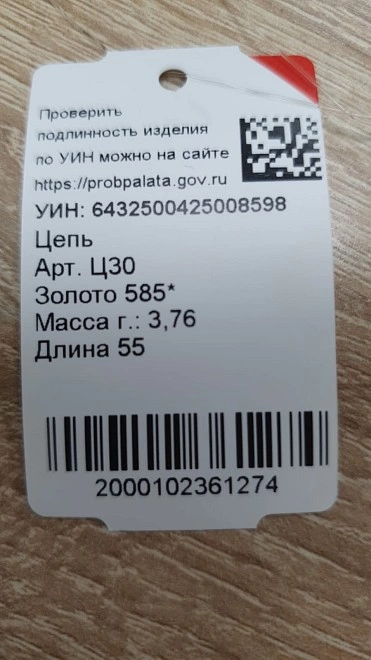 Проверить
подлинность изделия
по УИН можно на сайте
https://probpalata.gov.ru
УИН: 6432500425008598
Цепь
Арт. Ц30
Золото 585*
Масса г.: 3,76
Длина 55
2000102361274